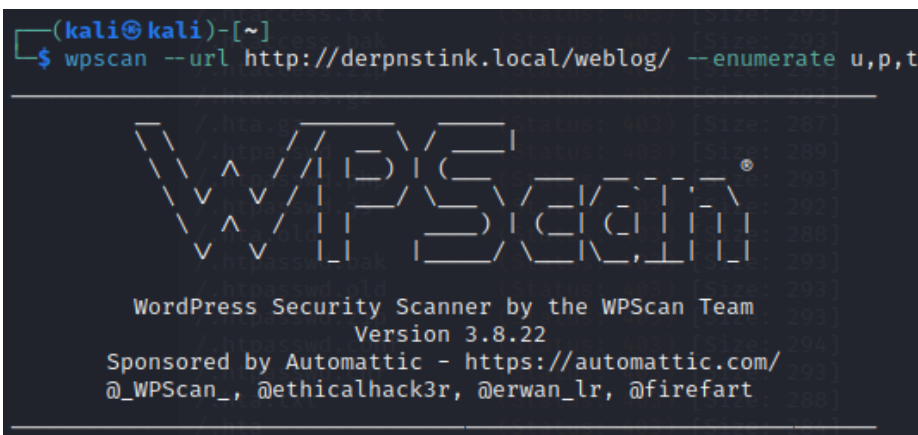 (kali㉿kali)-[~]
$ wpscan --url http://derpnstink.local/weblog/ --enumerate u,p,t
WPScan®
WordPress Security Scanner by the WPScan Team
Version 3.8.22
Sponsored by Automattic - https://automattic.com/
@_WPScan_, @ethicalhack3r, @erwan_lr, @firefart